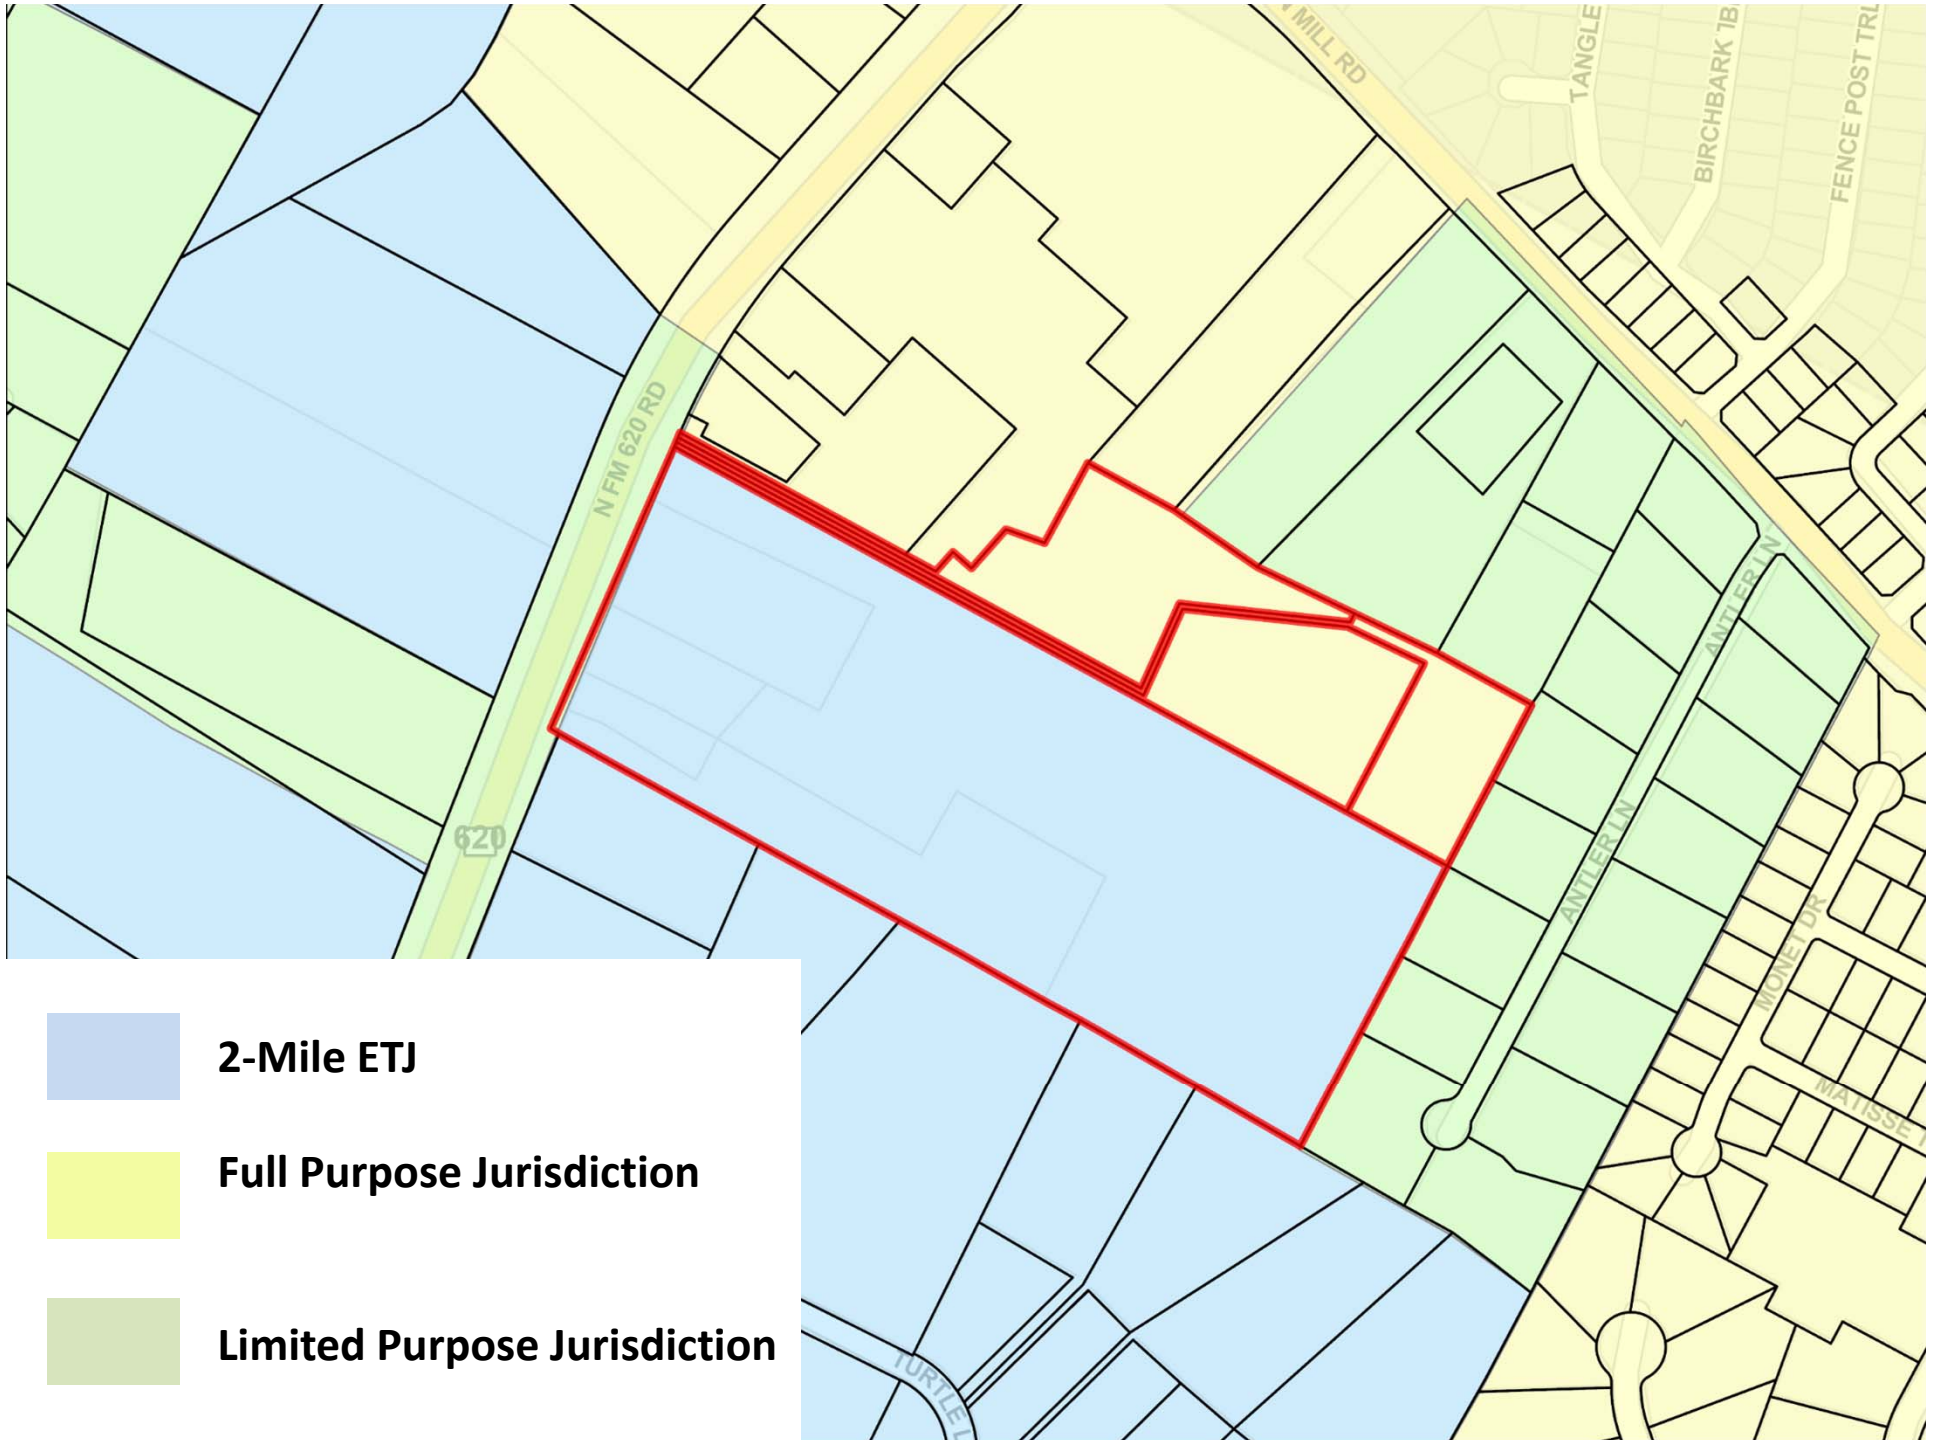 MILL RD
TANGLE
BIRCHBARK
FENCE POST TRL
N FM 620 RD
ANTLER LN
620
ANTLER LN
MONET DR
MATISSE
TURTLE
2-Mile ETJ
Full Purpose Jurisdiction
Limited Purpose Jurisdiction